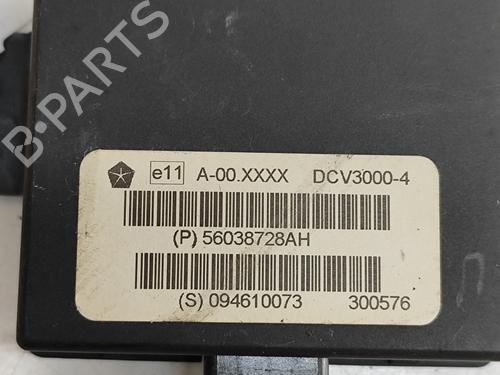 B-PARTS
e11 A-00.XXXX DCV3000-4
(P) 56038728AH
(S) 094610073 300576